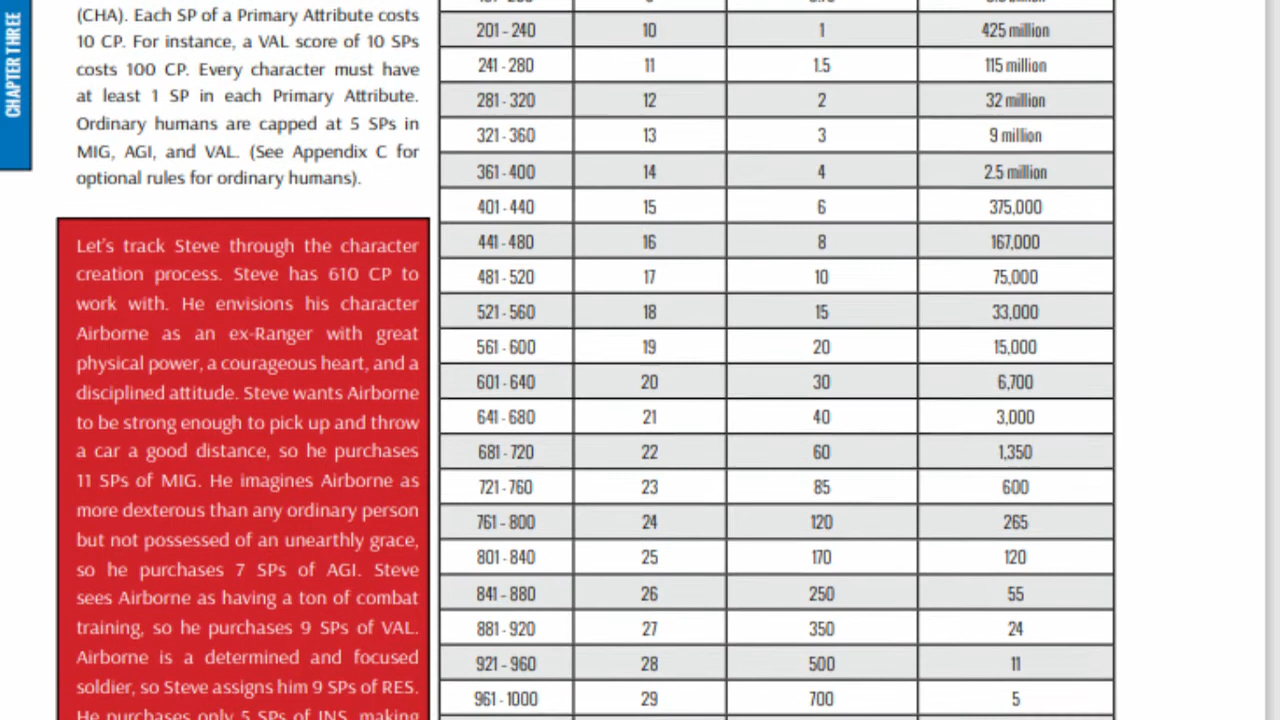 CHAPTER THREE
(CHA). Each SP of a Primary Attribute costs
10 CP. For instance, a VAL score of 10 SPs
costs 100 CP. Every character must have
at least 1 SP in each Primary Attribute.
Ordinary humans are capped at 5 SPs in
MIG, AGI, and VAL. (See Appendix C for
optional rules for ordinary humans).
Let's track Steve through the character
creation process. Steve has 610 CP to
work with. He envisions his character
Airborne as an ex-Ranger with great
physical power, a courageous heart, and a
disciplined attitude. Steve wants Airborne
to be strong enough to pick up and throw
a car a good distance, so he purchases
11 SPs of MIG. He imagines Airborne as
more dexterous than any ordinary person
but not possessed of an unearthly grace,
so he purchases 7 SPs of AGI. Steve
sees Airborne as having a ton of combat
training, so he purchases 9 SPs of VAL.
Airborne is a determined and focused
soldier, so Steve assigns him 9 SPs of RES.
He purchases only 5 SPs of INS, making
201 - 240 10 1 425 million
241 - 280 11 1.5 115 million
281 - 320 12 2 32 million
321 - 360 13 3 9 million
361 - 400 14 4 2.5 million
401 - 440 15 6 375,000
441 - 480 16 8 167,000
481 - 520 17 10 75,000
521 - 560 18 15 33,000
561 - 600 19 20 15,000
601 - 640 20 30 6,700
641 - 680 21 40 3,000
681 - 720 22 60 1,350
721 - 760 23 85 600
761 - 800 24 120 265
801 - 840 25 170 120
841 - 880 26 250 55
881 - 920 27 350 24
921 - 960 28 500 11
961 - 1000 29 700 5